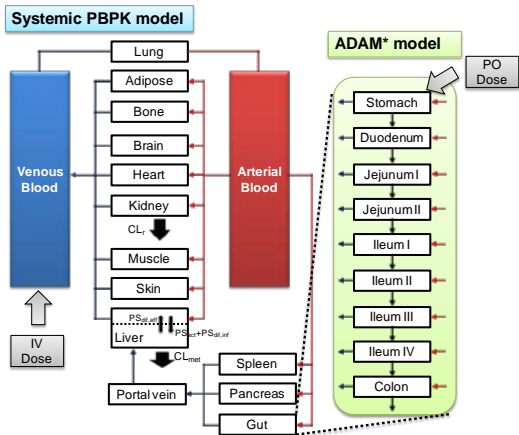 Systemic PBPK model
Lung
Adipose
Bone
Brain
Heart
Kidney
CLr
Muscle
Skin
PSdif,eff
PSact+PSdif,inf
Liver
CLmet
Portal vein
Spleen
Pancreas
Gut
Venous
Blood
Arterial
Blood
IV
Dose
ADAM* model
PO
Dose
Stomach
Duodenum
Jejunum I
Jejunum II
Ileum I
Ileum II
Ileum III
Ileum IV
Colon